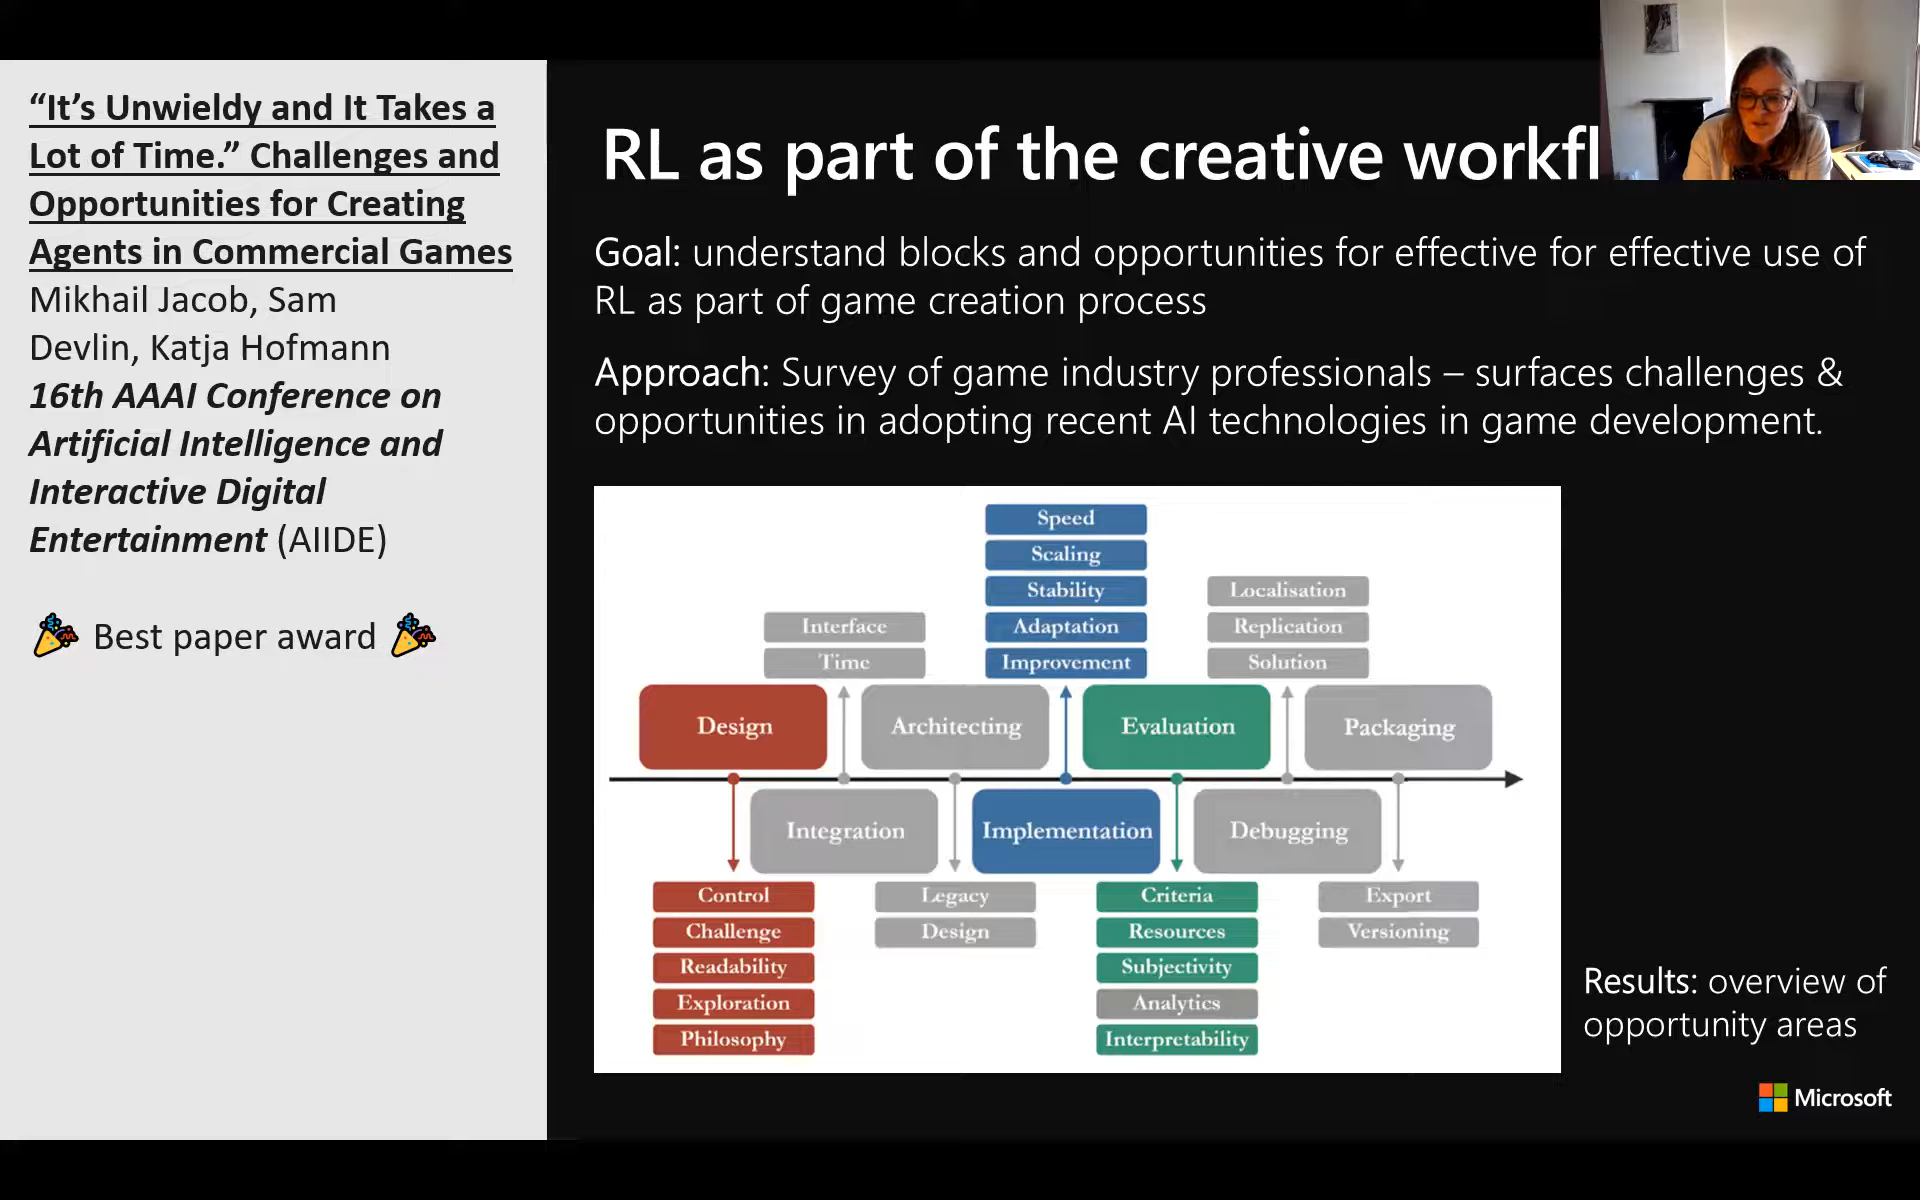 “It’s Unwieldy and It Takes a
Lot of Time.” Challenges and
Opportunities for Creating
Agents in Commercial Games
Mikhail Jacob, Sam
Devlin, Katja Hofmann
16th AAAI Conference on
Artificial Intelligence and
Interactive Digital
Entertainment (AIIDE)
Best paper award
RL as part of the creative workfl
Goal: understand blocks and opportunities for effective for effective use of
RL as part of game creation process
Approach: Survey of game industry professionals – surfaces challenges &
opportunities in adopting recent AI technologies in game development.
Speed
Scaling
Stability
Adaptation
Improvement
Interface
Time
Localisation
Replication
Solution
Design
Architecting
Evaluation
Packaging
Integration
Implementation
Debugging
Control
Challenge
Readability
Exploration
Philosophy
Legacy
Design
Criteria
Resources
Subjectivity
Analytics
Interpretability
Export
Versioning
Results: overview of
opportunity areas
Microsoft